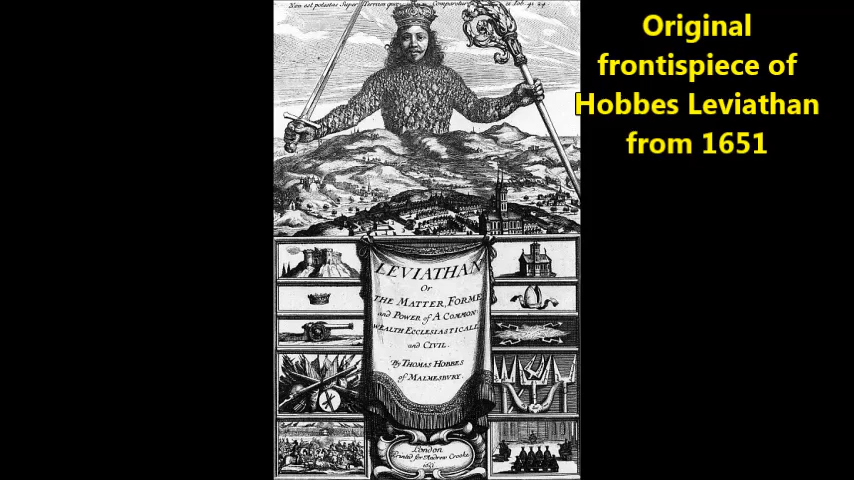 Non est potestas Super Terram quae Comparetur ei Iob. 41. 24
Original
frontispiece of
Hobbes Leviathan
from 1651
LEVIATHAN
Or
THE MATTER, FORME
and POWER of A COMMON-
WEALTH ECCLESIASTICALL
and CIVIL.
By THOMAS HOBBES
of MALMESBURY.
London
Printed for Andrew Crooke
1651